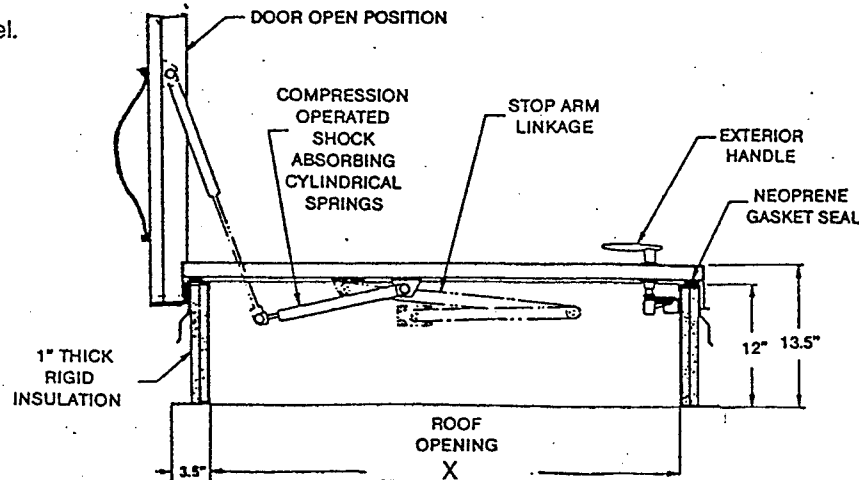 el.
DOOR OPEN POSITION
COMPRESSION
OPERATED
SHOCK
ABSORBING
CYLINDRICAL
SPRINGS
STOP ARM
LINKAGE
EXTERIOR
HANDLE
NEOPRENE
GASKET SEAL
1" THICK
RIGID
INSULATION
12"
13.5"
ROOF
OPENING
3.5"
X